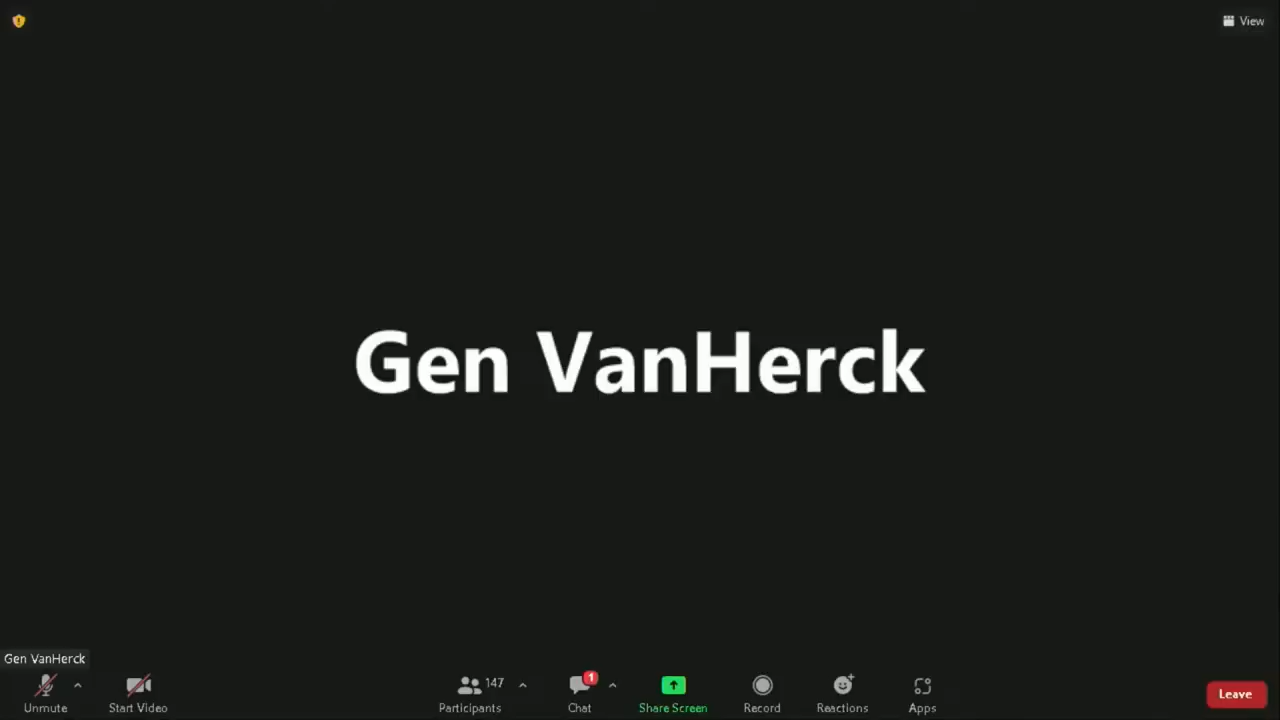 View
Gen VanHerck
Gen VanHerck
147
1
Unmute
Start Video
Participants
Chat
Share Screen
Record
Reactions
Apps
Leave